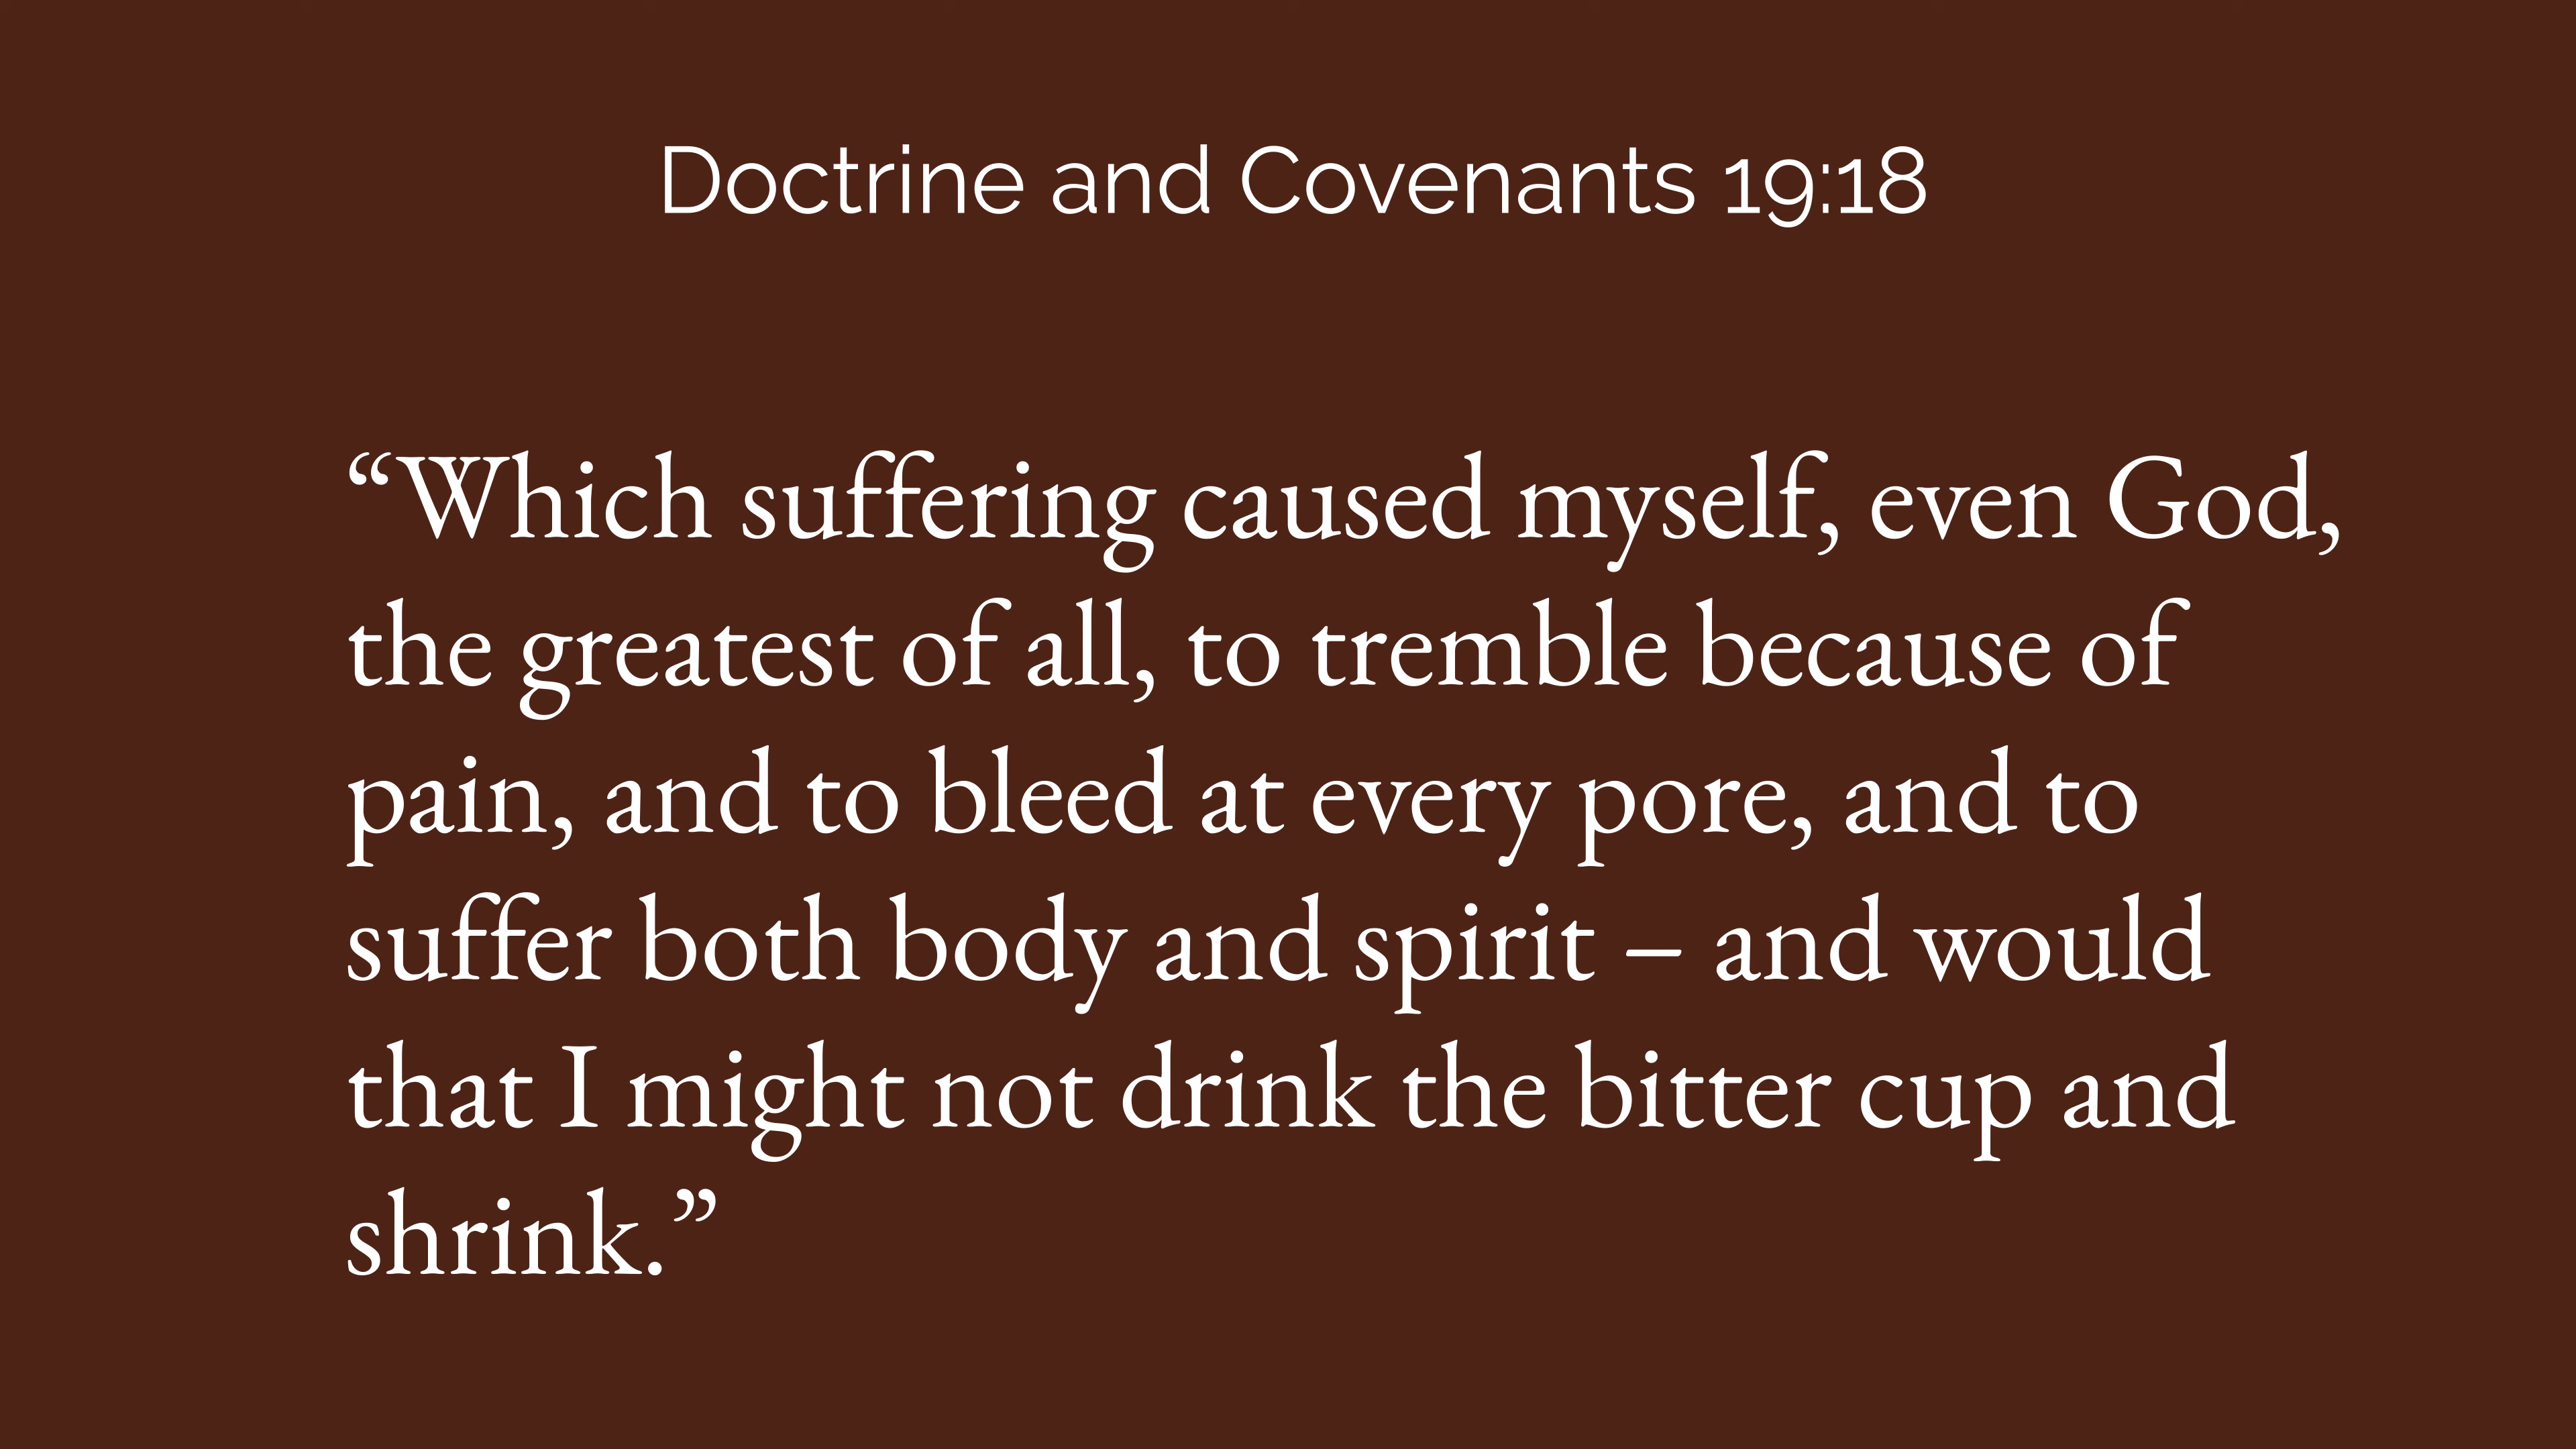 Doctrine and Covenants 19:18
“Which suffering caused myself, even God,
the greatest of all, to tremble because of
pain, and to bleed at every pore, and to
suffer both body and spirit – and would
that I might not drink the bitter cup and
shrink.”